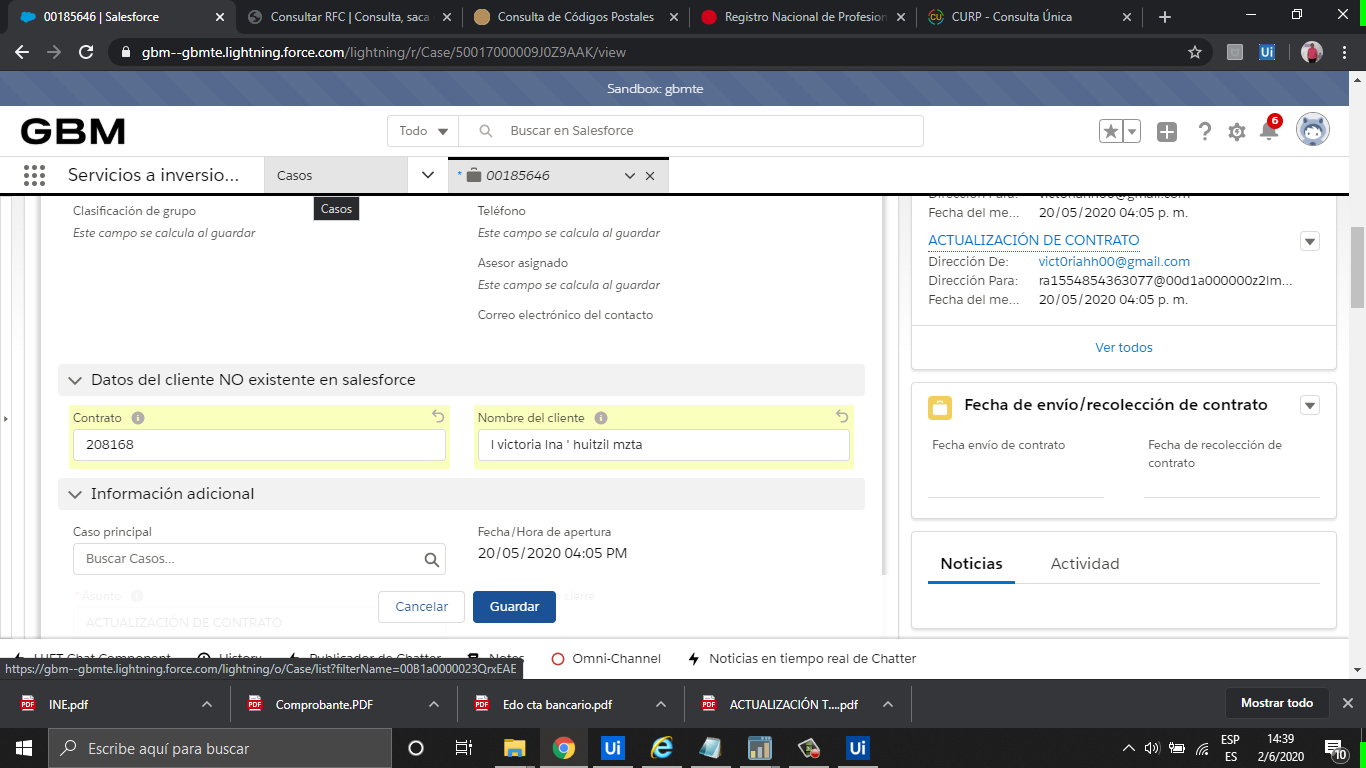 00185646 | Salesforce
Consultar RFC | Consulta, saca
Consulta de Códigos Postales
Registro Nacional de Profesion
CURP - Consulta Única
gbm--gbmte.lightning.force.com/lightning/r/Case/50017000009J0Z9AAK/view
Ui
Sandbox: gbmte
GBM
Todo
Buscar en Salesforce
6
Servicios a inversio...
Casos
* 00185646
Casos
Clasificación de grupo
Este campo se calcula al guardar
Teléfono
Este campo se calcula al guardar
Asesor asignado
Este campo se calcula al guardar
Correo electrónico del contacto
Datos del cliente NO existente en salesforce
Contrato
208168
Nombre del cliente
I victoria Ina ' huitzil mzta
Información adicional
Caso principal
Buscar Casos...
Fecha/Hora de apertura
20/05/2020 04:05 PM
* Asunto
cierre
ACTUALIZACIÓN DE CONTRATO
Cancelar
Guardar
Fecha del me... 20/05/2020 04:05 p. m.
ACTUALIZACIÓN DE CONTRATO
Dirección De: vict0riahh00@gmail.com
Dirección Para: ra1554854363077@00d1a000000z2lm...
Fecha del me... 20/05/2020 04:05 p. m.
Ver todos
Fecha de envío/recolección de contrato
Fecha envío de contrato
Fecha de recolección de
contrato
Noticias
Actividad
History
Publicador de Chatter
Notes
Omni-Channel
Noticias en tiempo real de Chatter
https://gbm--gbmte.lightning.force.com/lightning/o/Case/list?filterName=00B1a0000023QrxEAE
INE.pdf
Comprobante.PDF
Edo cta bancario.pdf
ACTUALIZACIÓN T....pdf
Mostrar todo
Escribe aquí para buscar
Ui
Ui
ESP
ES
14:39
2/6/2020
10